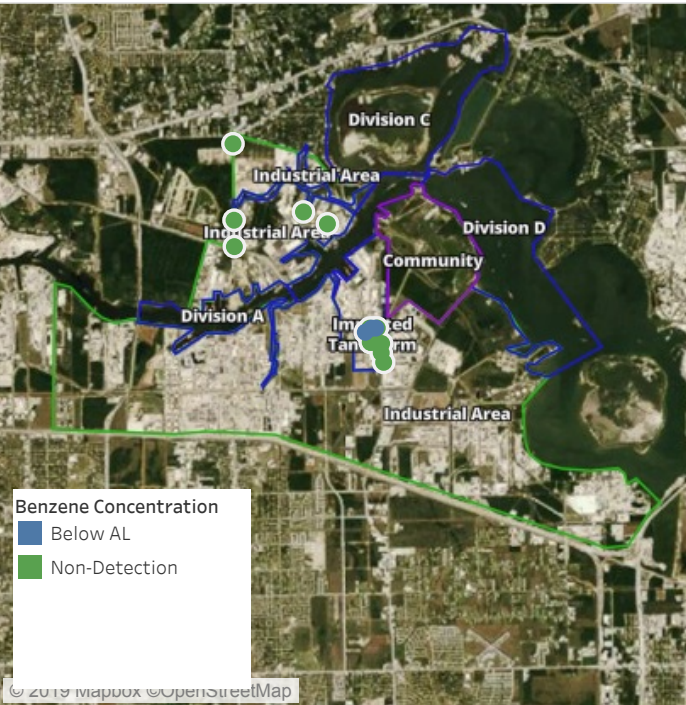 Division C
Industrial Area
Division D
Industrial Area
Community
Division A
Impacted
Tank Farm
Industrial Area
Benzene Concentration
Below AL
Non-Detection
© 2019 Mapbox ©OpenStreetMap